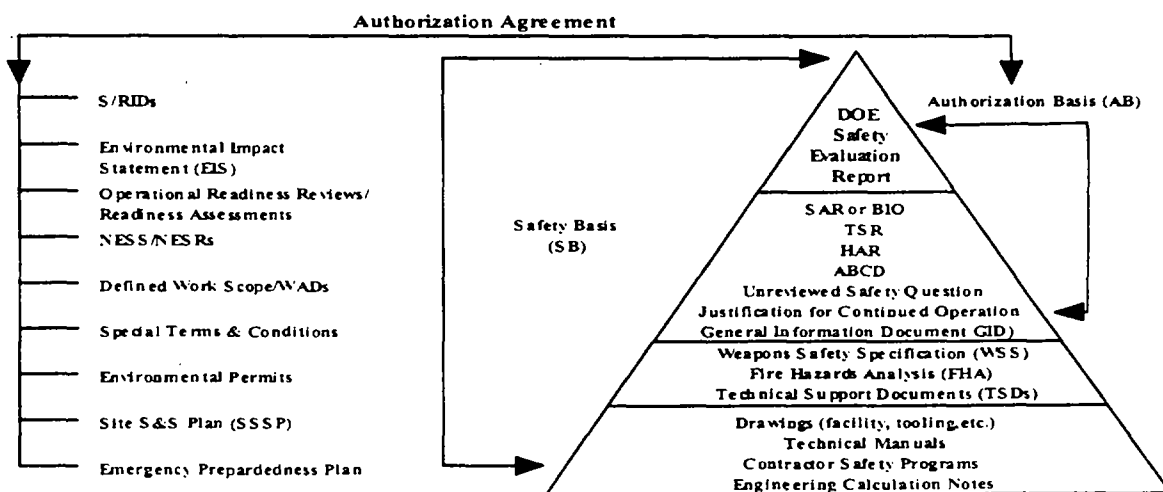 Authorization Agreement
S/RIDs
Environmental Impact
Statement (EIS)
Operational Readiness Reviews/
Readiness Assessments
NESS/NESRs
Defined Work Scope/WADs
Special Terms & Conditions
Environmental Permits
Site S&S Plan (SSSP)
Emergency Prepardedness Plan
Safety Basis
(SB)
Authorization Basis (AB)
DOE
Safety
Evaluation
Report
SAR or BIO
TSR
HAR
ABCD
Unreviewed Safety Question
Justification for Continued Operation
General Information Document GID)
Weapons Safety Specification (WSS)
Fire Hazards Analysis (FHA)
Technical Support Documents (TSDs)
Drawings (facility, tooling,etc.)
Technical Manuals
Contractor Safety Programs
Engineering Calculation Notes